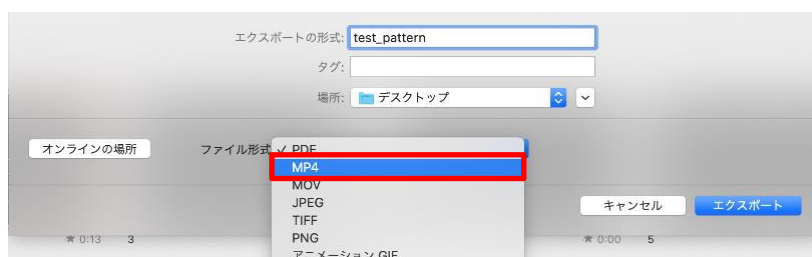 エクスポートの形式: test_pattern
タグ:
場所: デスクトップ
オンラインの場所 ファイル形式 ✓ PDF
MP4
MOV
JPEG
TIFF
PNG
アニメーション GIF
キャンセル エクスポート
★ 0:13 3 ★ 0:00 5